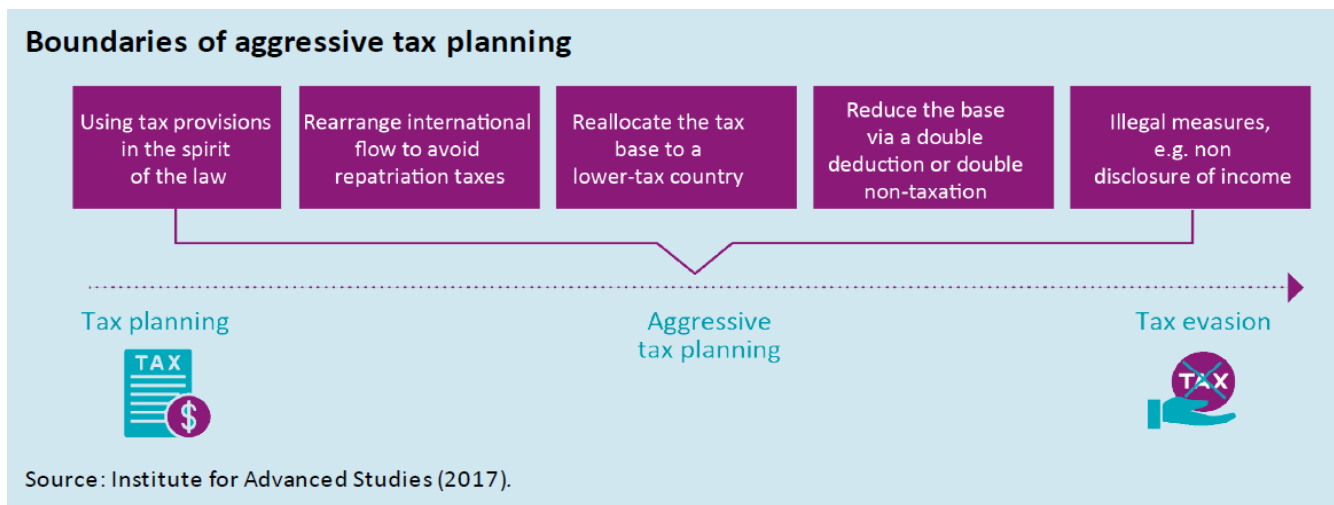 Boundaries of aggressive tax planning
Using tax provisions
in the spirit
of the law
Rearrange international
flow to avoid
repatriation taxes
Reallocate the tax
base to a
lower-tax country
Reduce the base
via a double
deduction or double
non-taxation
Illegal measures,
e.g. non
disclosure of income
Tax planning
Aggressive
tax planning
Tax evasion
TAX
$
TAX
Source: Institute for Advanced Studies (2017).